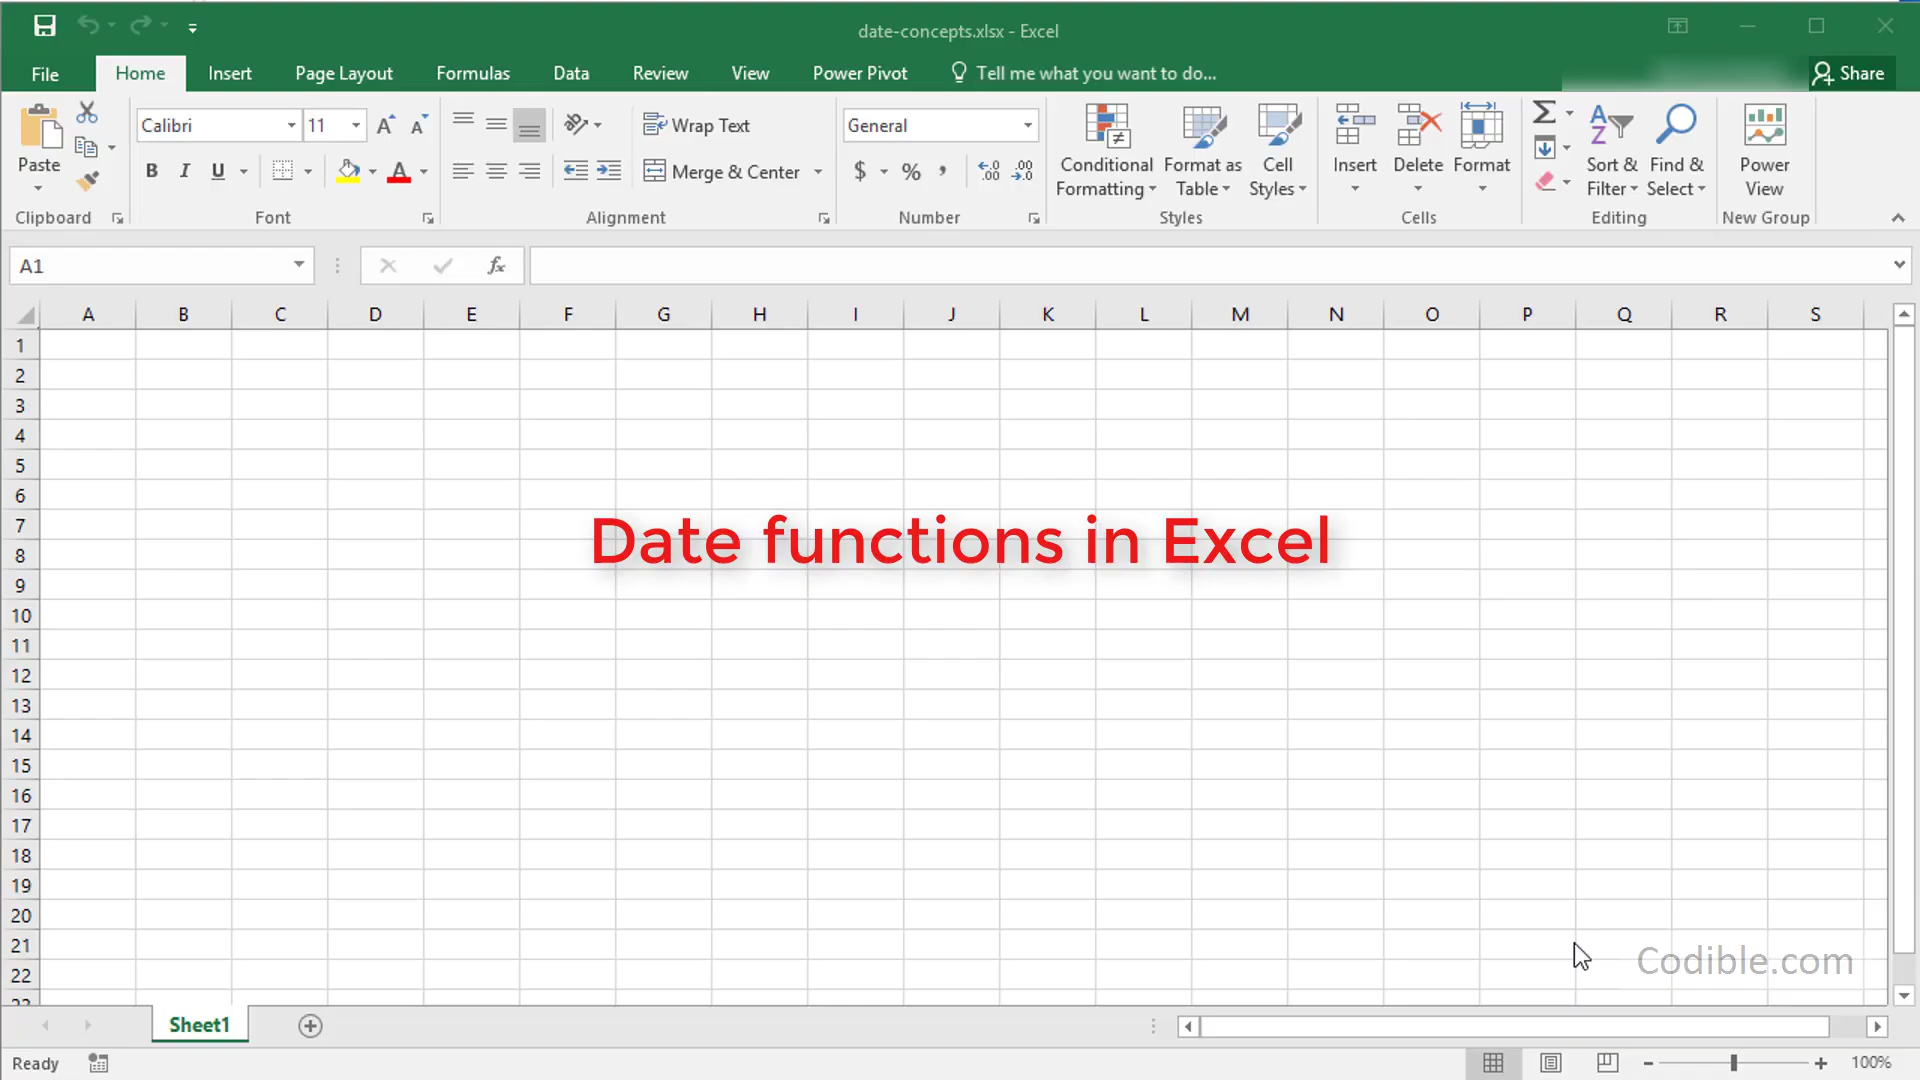 date-concepts.xlsx - Excel
File Home Insert Page Layout Formulas Data Review View Power Pivot Tell me what you want to do... Share
Paste
Clipboard
Calibri 11
B I U
Font
Wrap Text
Merge & Center
Alignment
General
$ % ,
Number
Conditional Formatting
Format as Table
Cell Styles
Styles
Insert Delete Format
Cells
Sort & Filter
Find & Select
Editing
Power View
New Group
A1 fx
A B C D E F G H I J K L M N O P Q R S
1
2
3
4
5
6
7
8
9
10
11
12
13
14
15
16
17
18
19
20
21
22
Date functions in Excel
Codible.com
Sheet1
Ready 100%